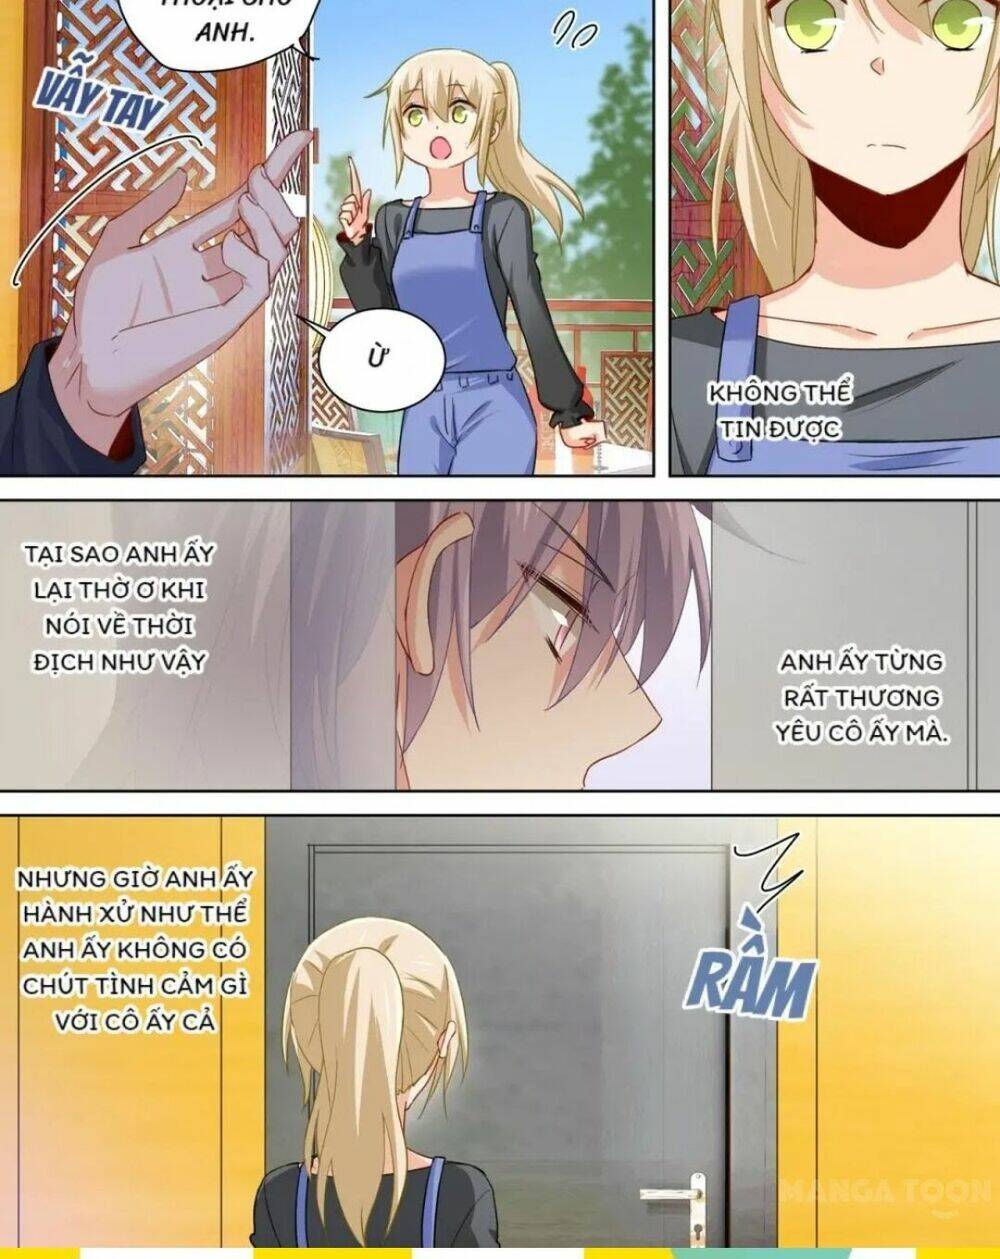 THOẠI CHO
ANH.
VẪY TAY
Ừ
KHÔNG THỂ
TIN ĐƯỢC
TẠI SAO ANH ẤY
LẠI THỜ Ơ KHI
NÓI VỀ THỜI
ĐỊCH NHƯ VẬY
ANH ẤY TỪNG
RẤT THƯƠNG
YÊU CÔ ẤY MÀ.
NHƯNG GIỜ ANH ẤY
HÀNH XỬ NHƯ THỂ
ANH ẤY KHÔNG CÓ
CHÚT TÌNH CẢM GÌ
VỚI CÔ ẤY CẢ
RẦM
MANGA TOON